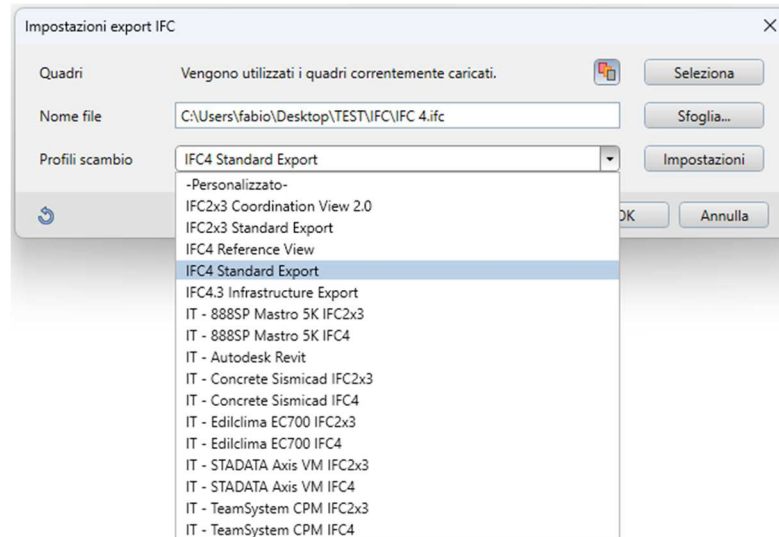 Impostazioni export IFC
Quadri Vengono utilizzati i quadri correntemente caricati. Seleziona
Nome file C:\Users\fabio\Desktop\TEST\IFC\IFC 4.ifc Sfoglia...
Profili scambio IFC4 Standard Export Impostazioni
-Personalizzato-
IFC2x3 Coordination View 2.0
IFC2x3 Standard Export
IFC4 Reference View
IFC4 Standard Export
IFC4.3 Infrastructure Export
IT - 888SP Mastro 5K IFC2x3
IT - 888SP Mastro 5K IFC4
IT - Autodesk Revit
IT - Concrete Sismicad IFC2x3
IT - Concrete Sismicad IFC4
IT - Edilclima EC700 IFC2x3
IT - Edilclima EC700 IFC4
IT - STADATA Axis VM IFC2x3
IT - STADATA Axis VM IFC4
IT - TeamSystem CPM IFC2x3
IT - TeamSystem CPM IFC4
Annulla